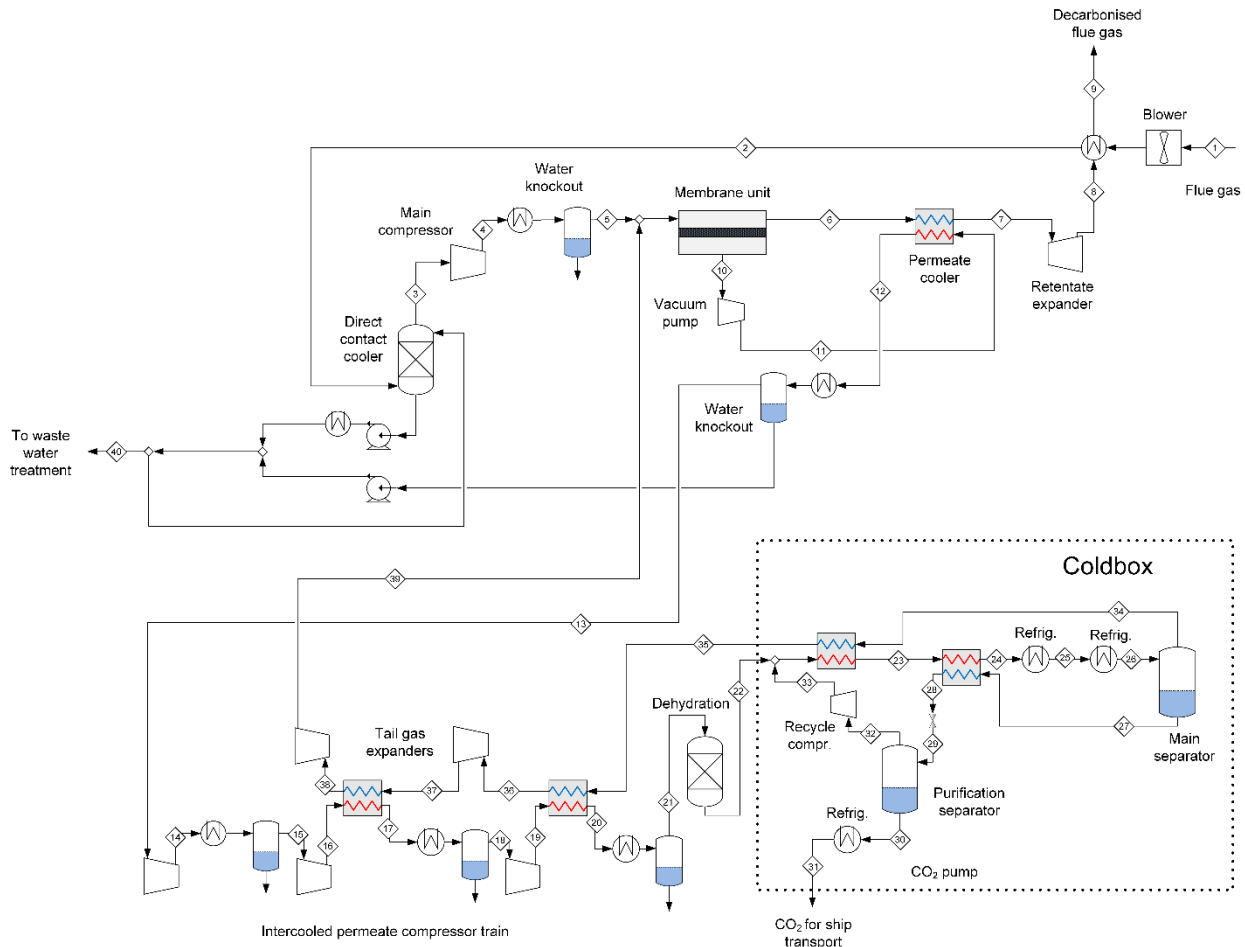 Decarbonised
flue gas
9
Blower
2
1
Water
knockout
Membrane unit
8
Flue gas
Main
compressor
4
5
6
7
10
12
Permeate
cooler
Retentate
expander
3
Vacuum
pump
Direct
contact
cooler
11
Water
knockout
To waste
water
treatment
40
Coldbox
39
13
34
35
Refrig.
Refrig.
23
24
25
26
22
28
33
Dehydration
27
Recycle
compr.
32
29
Main
separator
Tail gas
expanders
38
37
36
21
Purification
separator
Refrig.
14
15
16
17
18
19
20
30
31
CO₂ pump
Intercooled permeate compressor train
CO₂ for ship
transport